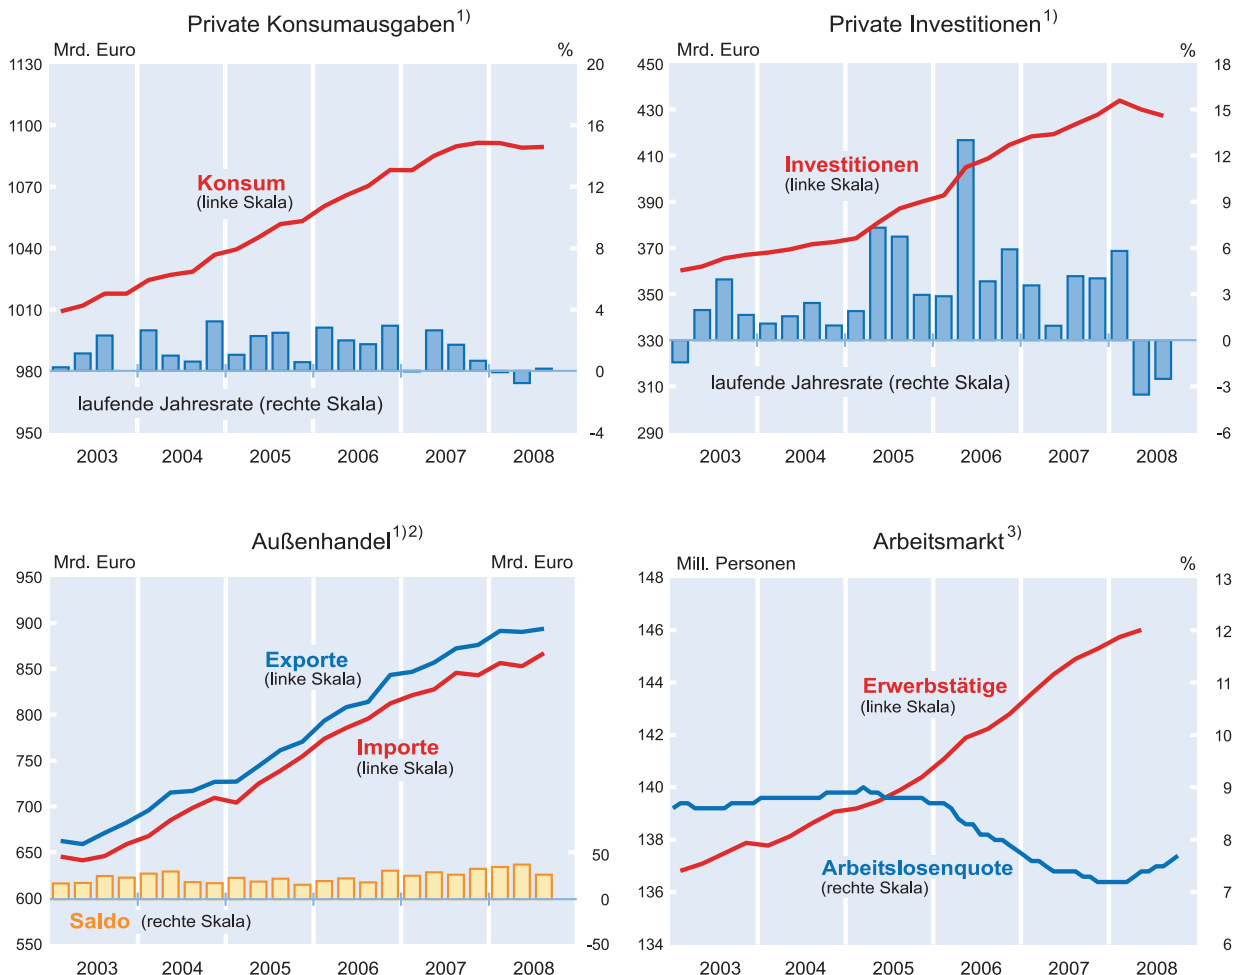 Private Konsumausgaben1)
Mrd. Euro %
1130 20
1100 16
1070 12
1040 8
1010 4
980 0
950 -4
Konsum
(linke Skala)
laufende Jahresrate (rechte Skala)
2003 2004 2005 2006 2007 2008
Private Investitionen1)
Mrd. Euro %
450 18
430 15
410 12
390 9
370 6
350 3
330 0
310 -3
290 -6
Investitionen
(linke Skala)
laufende Jahresrate (rechte Skala)
2003 2004 2005 2006 2007 2008
Außenhandel1)2)
Mrd. Euro Mrd. Euro
950
900
850
800
750
700
650 50
600 0
550 -50
Exporte
(linke Skala)
Importe
(linke Skala)
Saldo (rechte Skala)
2003 2004 2005 2006 2007 2008
Arbeitsmarkt3)
Mill. Personen %
148 13
146 12
144 11
142 10
140 9
138 8
136 7
134 6
Erwerbstätige
(linke Skala)
Arbeitslosenquote
(rechte Skala)
2003 2004 2005 2006 2007 2008